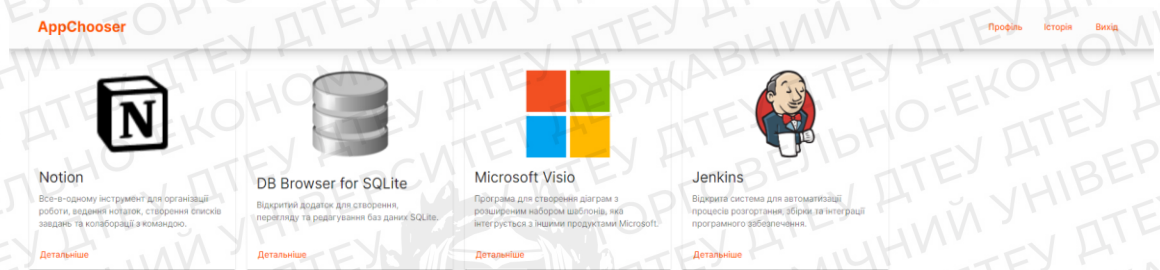 AppChooser
Профіль Історія Вихід
Notion
Все-в-одному інструмент для організації
роботи, ведення нотаток, створення списків
завдань та колаборації з командою.
Детальніше
DB Browser for SQLite
Відкритий додаток для створення,
перегляду та редагування баз даних SQLite.
Детальніше
Microsoft Visio
Програма для створення діаграм з
розширеним набором шаблонів, яка
інтегрується з іншими продуктами Microsoft.
Детальніше
Jenkins
Відкрита система для автоматизації
процесів розгортання, збірки та інтеграції
програмного забезпечення.
Детальніше